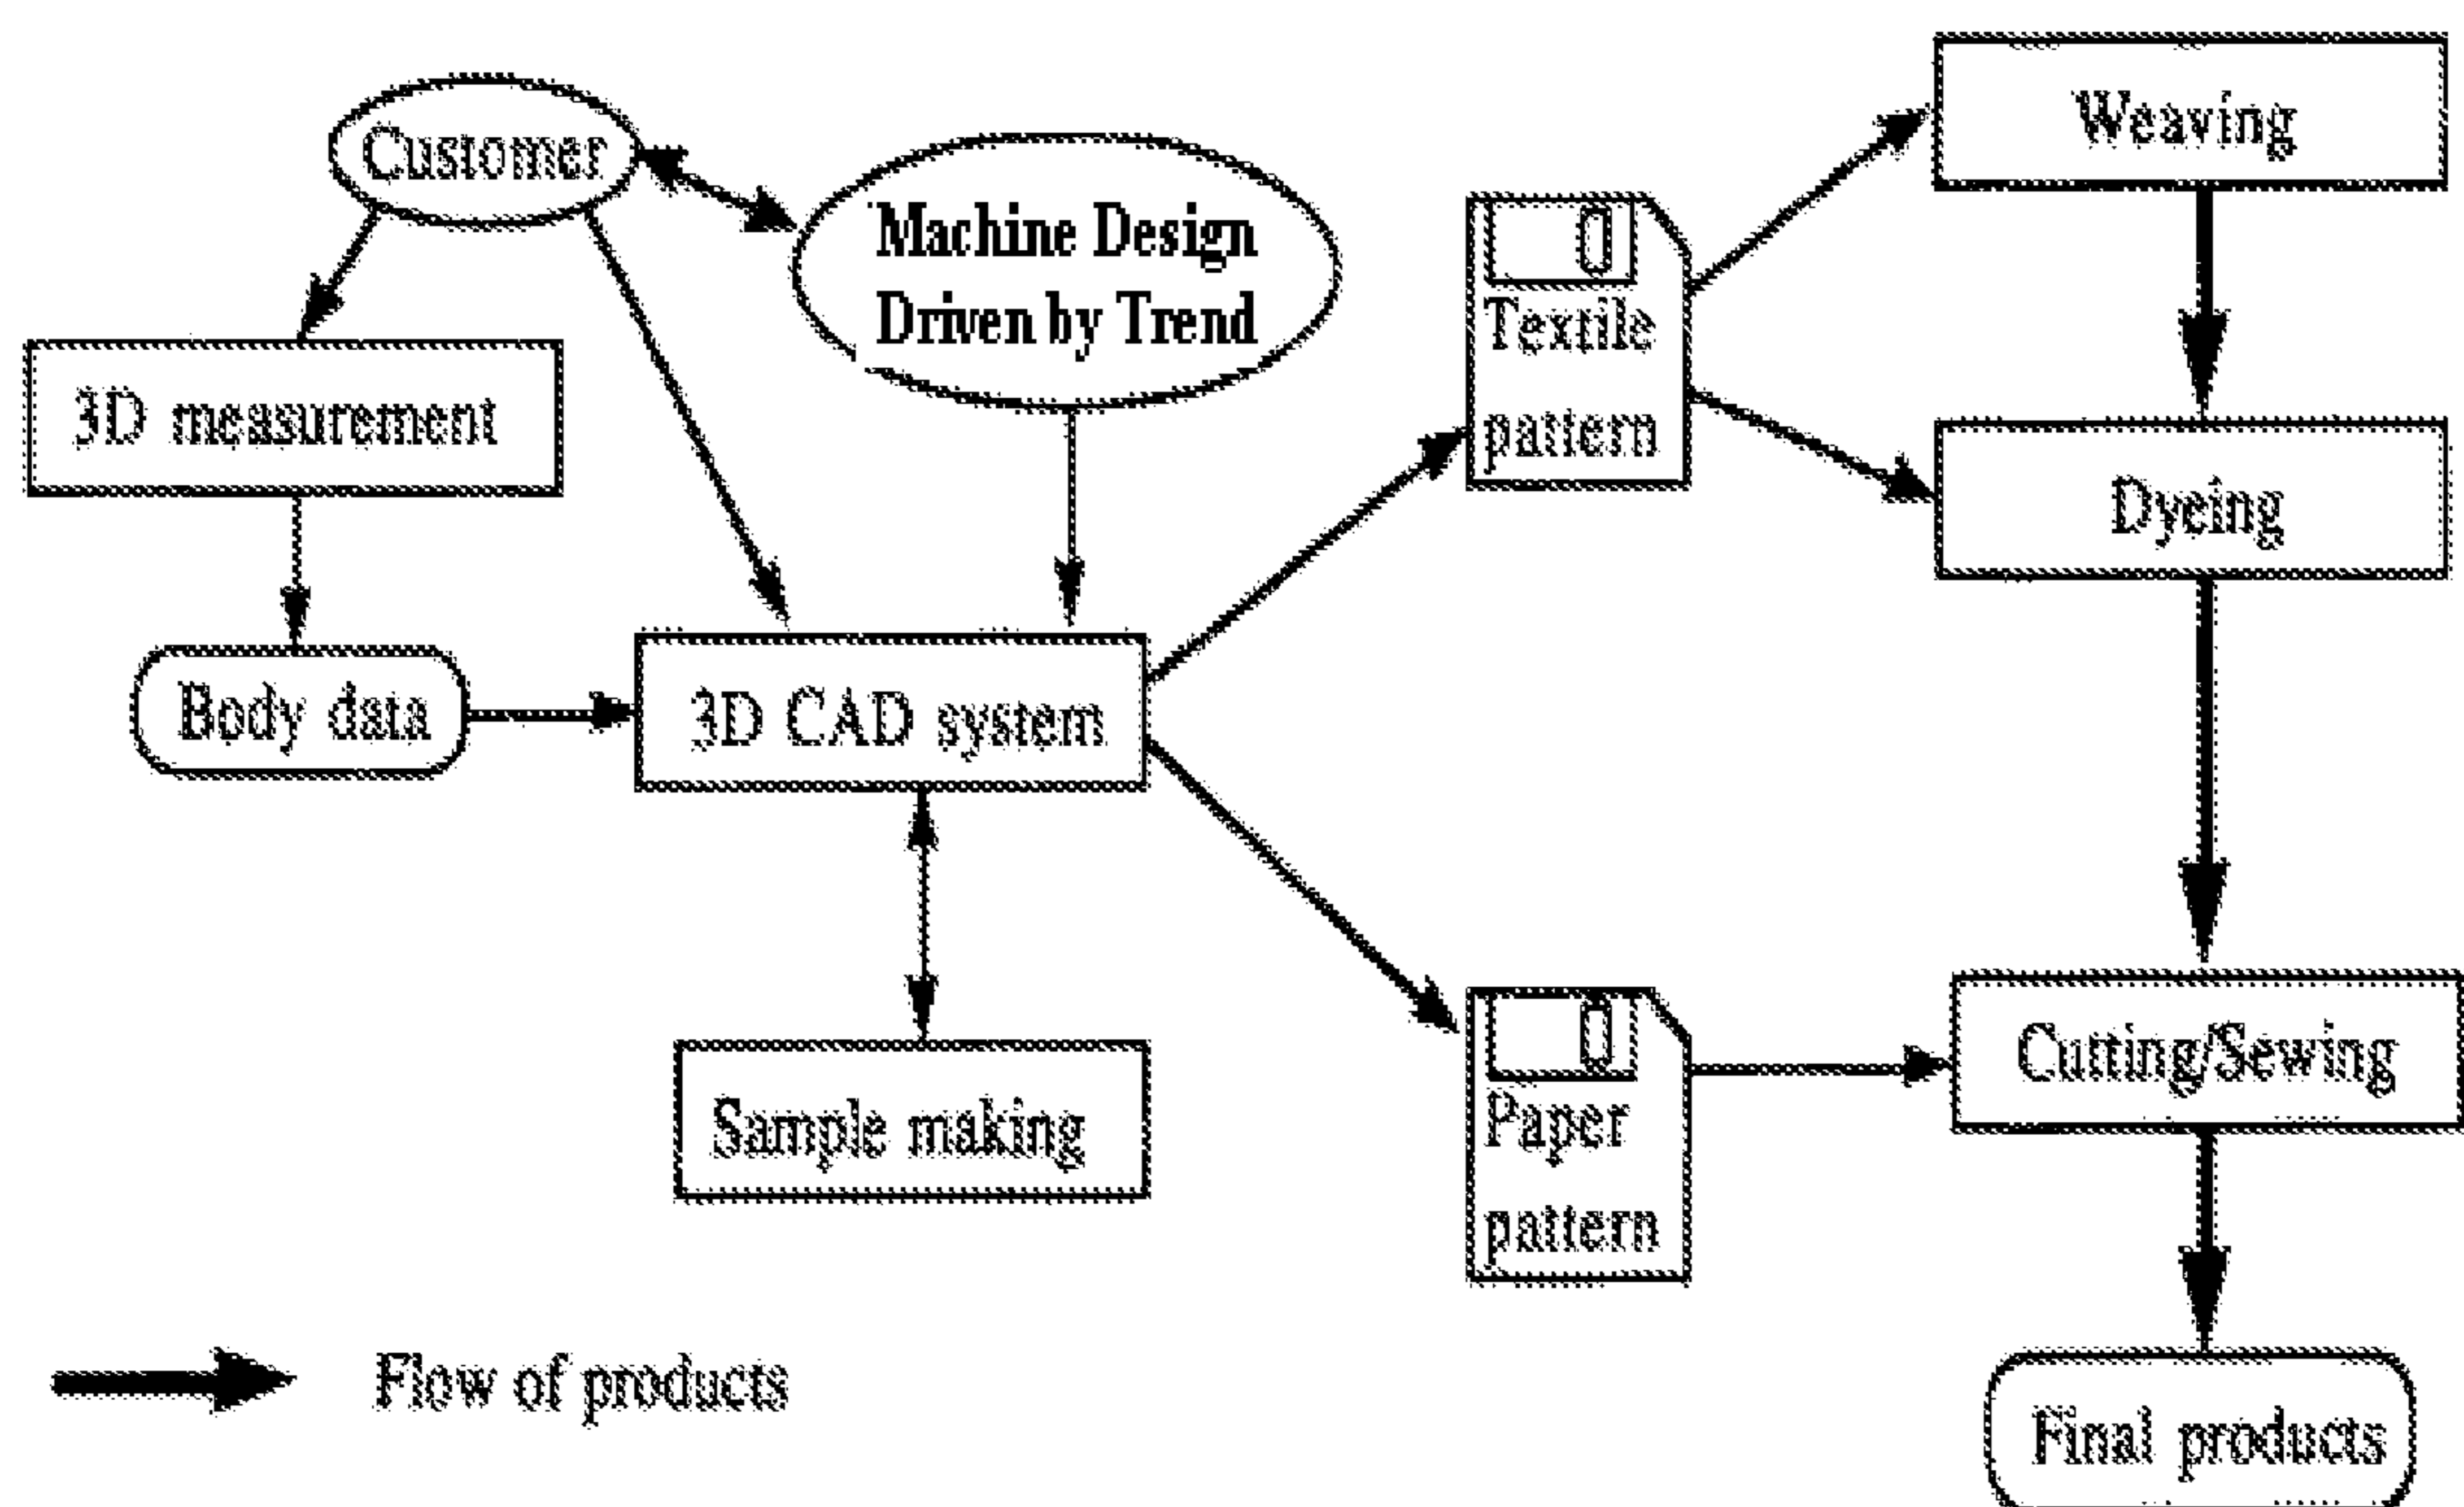 Customer
Machine Design
Driven by Trend
3D measurement
Body data
3D CAD system
Sample making
Textile
pattern
Paper
pattern
Weaving
Dyeing
Cutting/Sewing
Final products
Flow of products